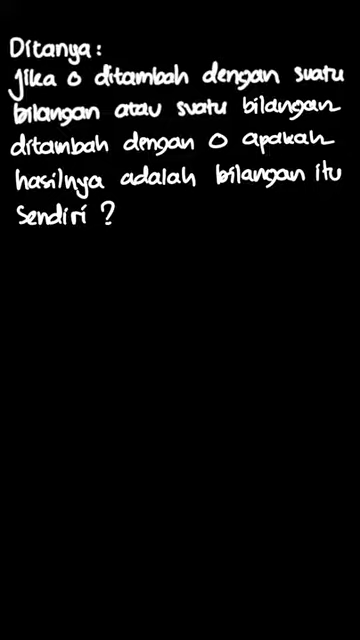 Ditanya :
Jika 0 ditambah dengan suatu
bilangan atau suatu bilangan
ditambah dengan 0 apakah
hasilnya adalah bilangan itu
Sendiri ?